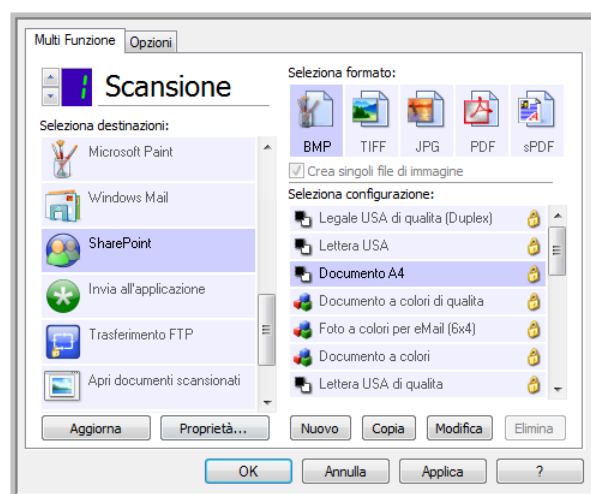 Multi Funzione
Opzioni
1
Scansione
Seleziona destinazioni:
Microsoft Paint
Windows Mail
SharePoint
Invia all'applicazione
Trasferimento FTP
Apri documenti scansionati
Aggiorna
Proprietà...
Seleziona formato:
BMP
TIFF
JPG
PDF
sPDF
Crea singoli file di immagine
Seleziona configurazione:
Legale USA di qualita (Duplex)
Lettera USA
Documento A4
Documento a colori di qualita
Foto a colori per eMail (6x4)
Documento a colori
Lettera USA di qualita
Nuovo
Copia
Modifica
Elimina
OK
Annulla
Applica
?